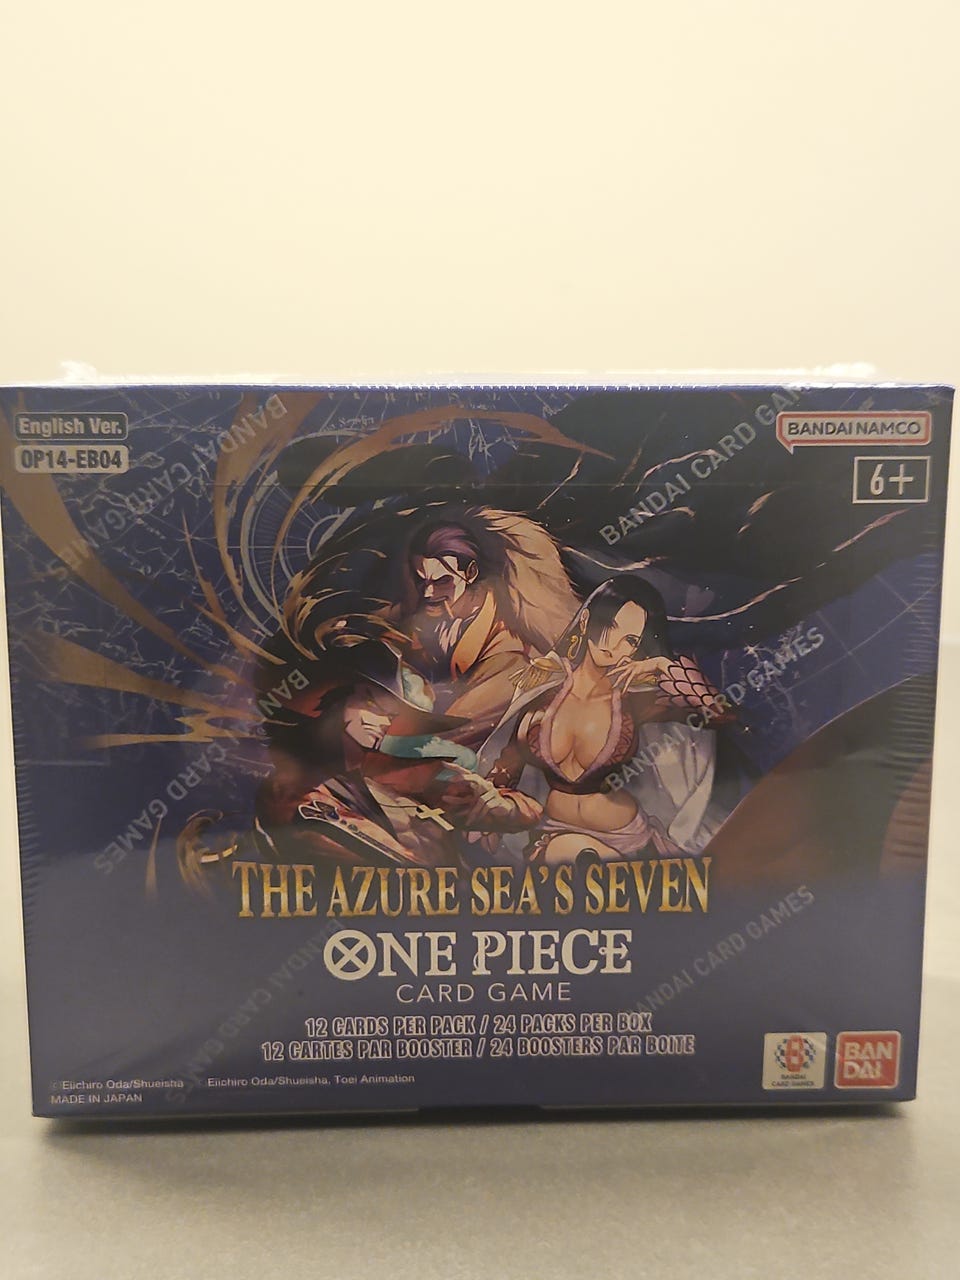 English Ver.
OP14-EB04
BANDAI NAMCO
6+
BANDAI CARD GAMES
BANDAI CARD GAMES
BANDAI CARD GAMES
BANDAI CARD GAMES
BANDAI CARD GAMES
THE AZURE SEA'S SEVEN
ONE PIECE
CARD GAME
12 CARDS PER PACK / 24 PACKS PER BOX
12 CARTES PAR BOOSTER / 24 BOOSTERS PAR BOITE
©Eiichiro Oda/Shueisha ©Eiichiro Oda/Shueisha, Toei Animation
MADE IN JAPAN
BANDAI
CARD GAMES
BAN
DAI